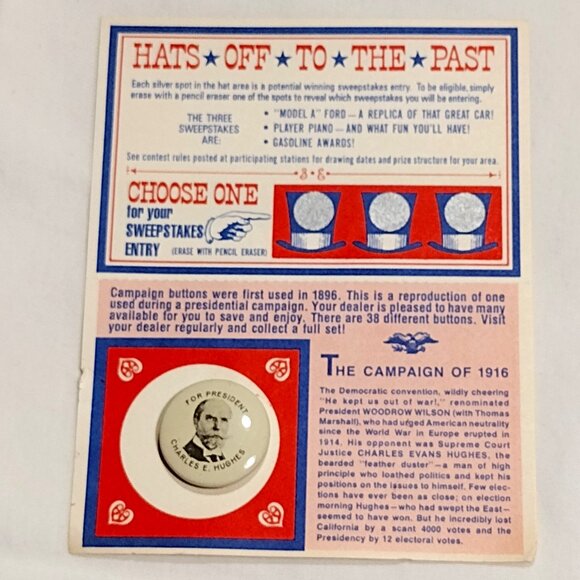 HATS ★ OFF ★ TO ★ THE ★ PAST
Each silver spot in the hat area is a potential winning sweepstakes entry. To be eligible, simply
erase with a pencil eraser one of the spots to reveal which sweepstakes you will be entering.
THE THREE
SWEEPSTAKES
ARE:
• "MODEL A" FORD — A REPLICA OF THAT GREAT CAR!
• PLAYER PIANO — AND WHAT FUN YOU'LL HAVE!
• GASOLINE AWARDS!
See contest rules posted at participating stations for drawing dates and prize structure for your area.
CHOOSE ONE
for your
SWEEPSTAKES
ENTRY (ERASE WITH PENCIL ERASER)
Campaign buttons were first used in 1896. This is a reproduction of one
used during a presidential campaign. Your dealer is pleased to have many
available for you to save and enjoy. There are 38 different buttons. Visit
your dealer regularly and collect a full set!
FOR PRESIDENT
CHARLES E. HUGHES
THE CAMPAIGN OF 1916
The Democratic convention, wildly cheering
"He kept us out of war!," renominated
President WOODROW WILSON (with Thomas
Marshall), who had urged American neutrality
since the World War in Europe erupted in
1914. His opponent was Supreme Court
Justice CHARLES EVANS HUGHES, the
bearded "feather duster"—a man of high
principle who loathed politics and kept his
positions on the issues to himself. Few elec-
tions have ever been as close; on election
morning Hughes—who had swept the East—
seemed to have won. But he incredibly lost
California by a scant 4000 votes and the
Presidency by 12 electoral votes.